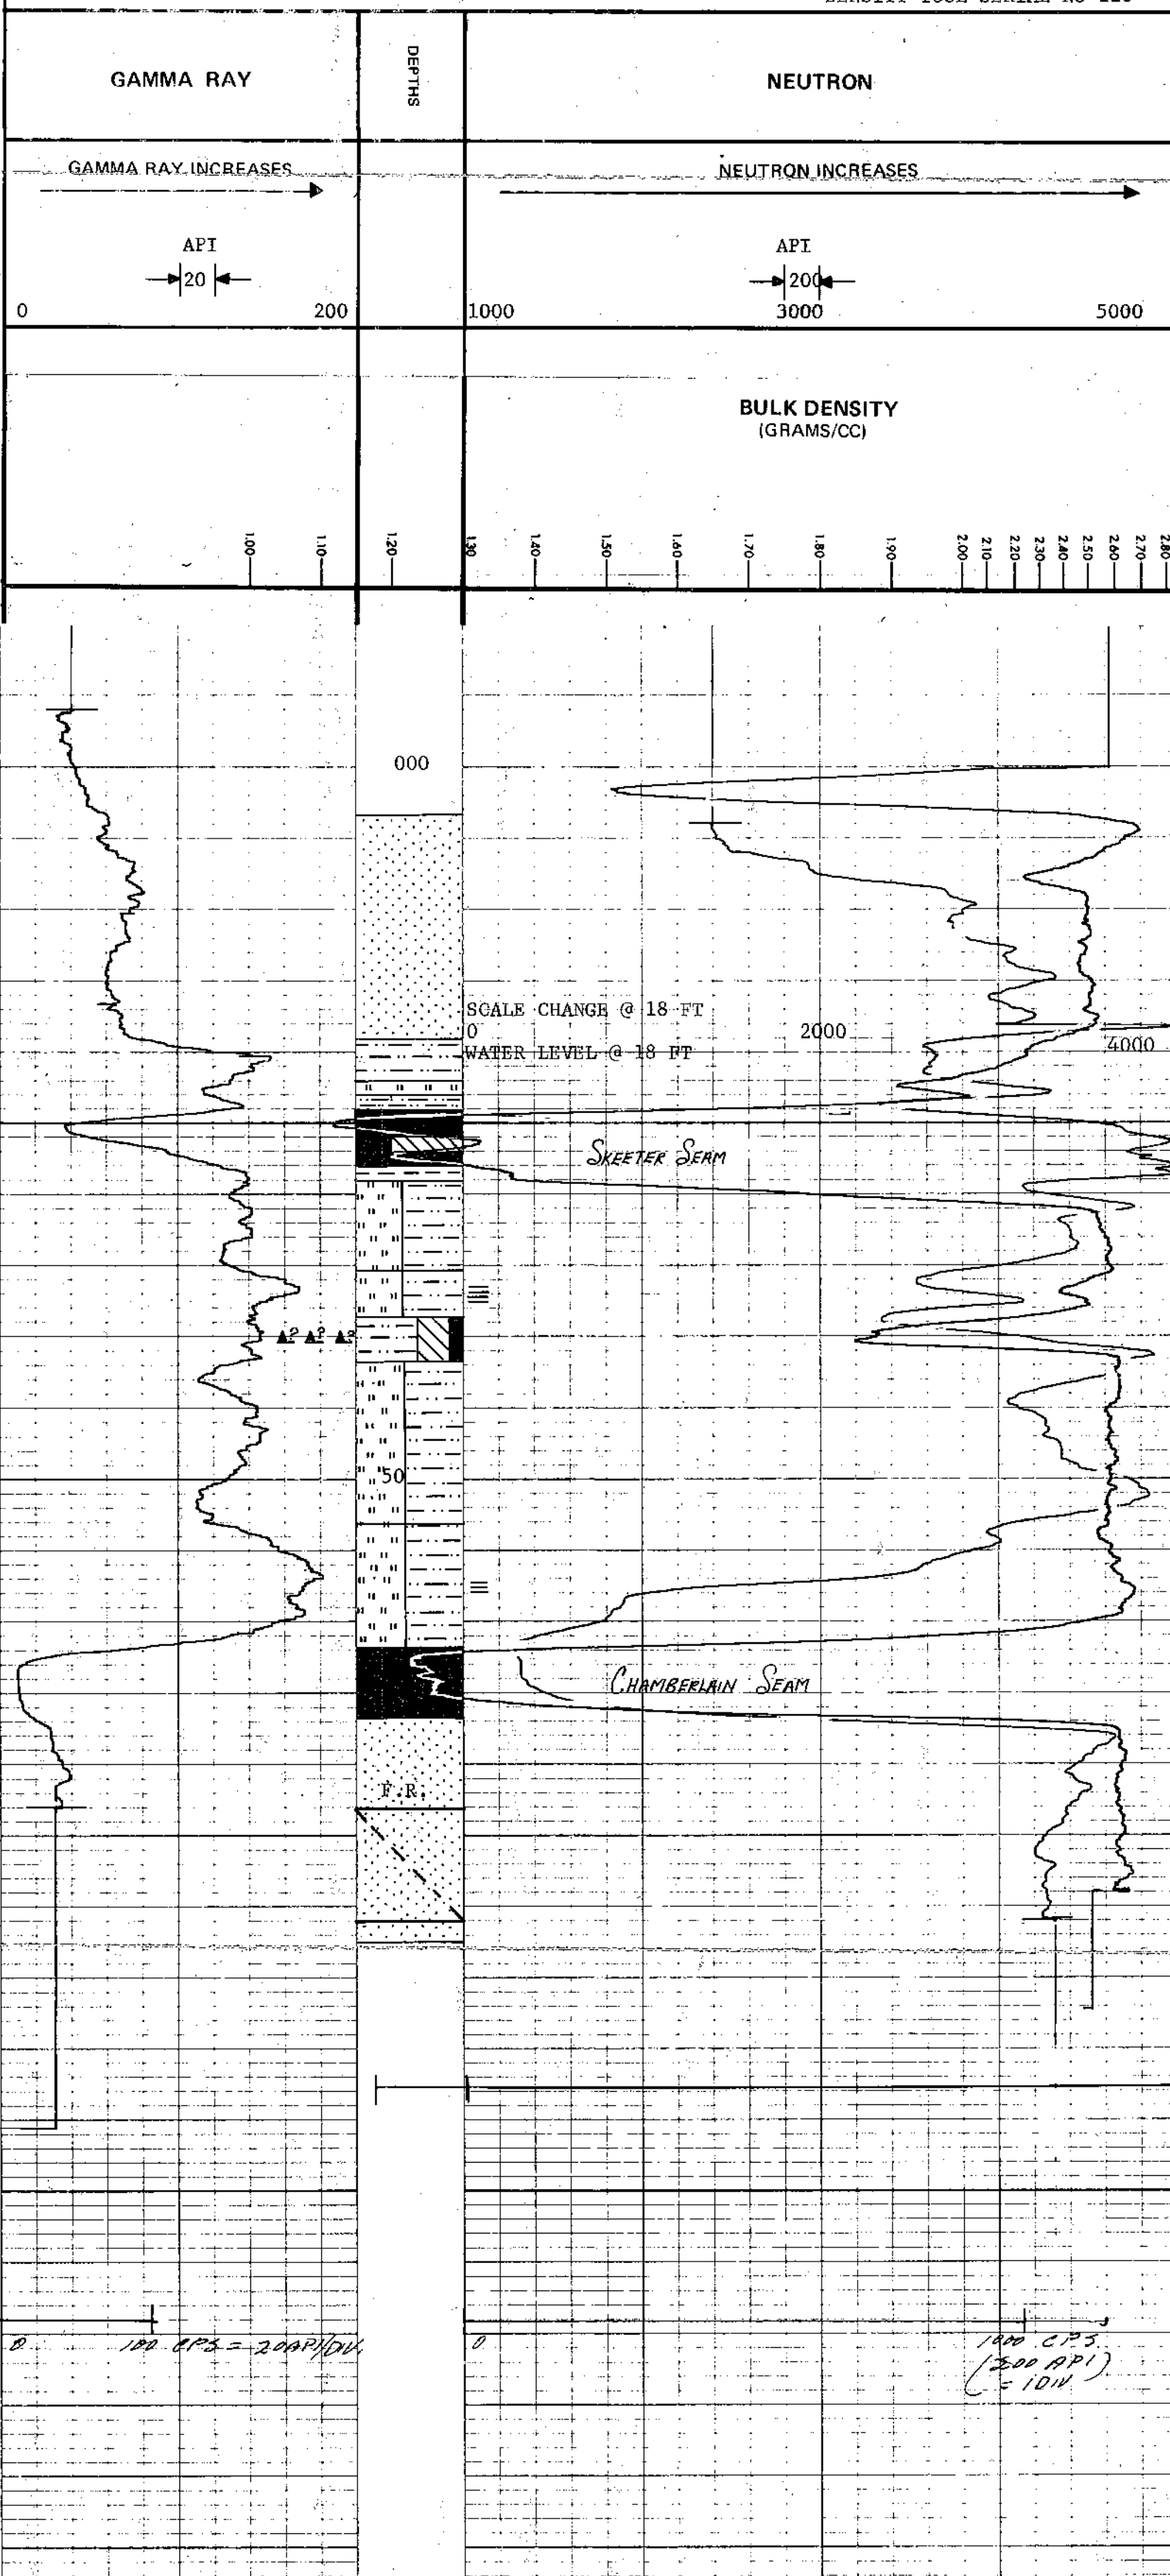 GAMMA RAY
DEPTHS
NEUTRON
GAMMA RAY INCREASES
NEUTRON INCREASES
API
20
API
200
0 200
1000 3000 5000
BULK DENSITY
(GRAMS/CC)
1.00 1.10 1.20 1.30 1.40 1.50 1.60 1.70 1.80 1.90 2.00 2.10 2.20 2.30 2.40 2.50 2.60 2.70 2.80
000
SCALE CHANGE @ 18 FT
0 2000 4000
WATER LEVEL @ 18 FT
SKEETER SEAM
? ? ?
50
CHAMBERLAIN SEAM
F.R.
0 100 CPS = 20API/DIV.
0 1000 CPS
(200 API)
= 1DIV